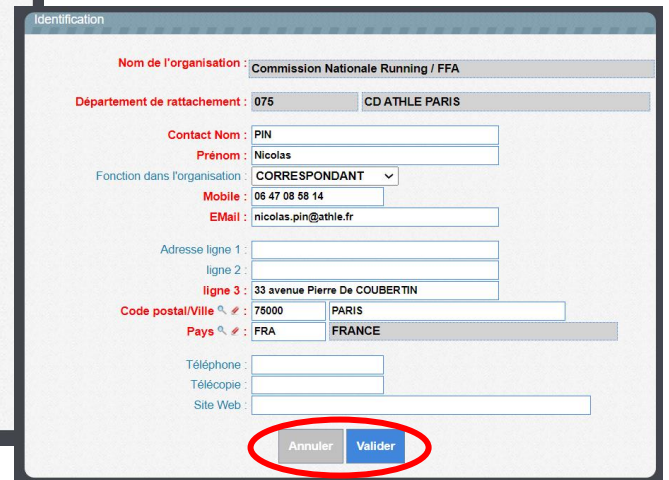 Identification
Nom de l'organisation : Commission Nationale Running / FFA
Département de rattachement : 075 CD ATHLE PARIS
Contact Nom : PIN
Prénom : Nicolas
Fonction dans l'organisation : CORRESPONDANT
Mobile : 06 47 08 58 14
EMail : nicolas.pin@athle.fr
Adresse ligne 1 :
ligne 2 :
ligne 3 : 33 avenue Pierre De COUBERTIN
Code postal/Ville : 75000 PARIS
Pays : FRA FRANCE
Téléphone :
Télécopie :
Site Web :
Annuler Valider